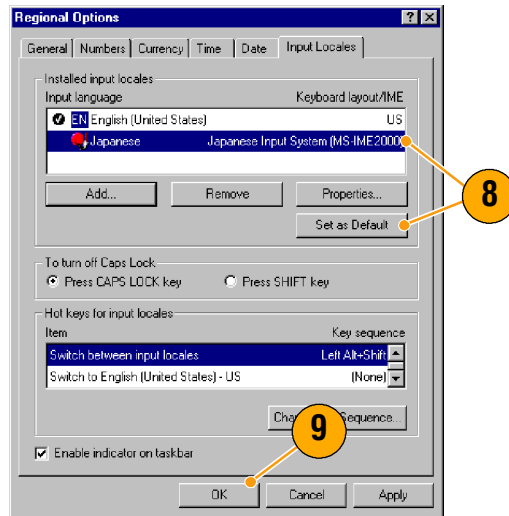 Regional Options
General Numbers Currency Time Date Input Locales
Installed input locales
Input language Keyboard layout/IME
EN English (United States) US
Japanese Japanese Input System (MS-IME2000)
Add... Remove Properties...
8
Set as Default
To turn off Caps Lock
Press CAPS LOCK key Press SHIFT key
Hot keys for input locales
Item Key sequence
Switch between input locales Left Alt+Shift
Switch to English (United States) - US (None)
Sequence...
9
Enable indicator on taskbar
OK Cancel Apply